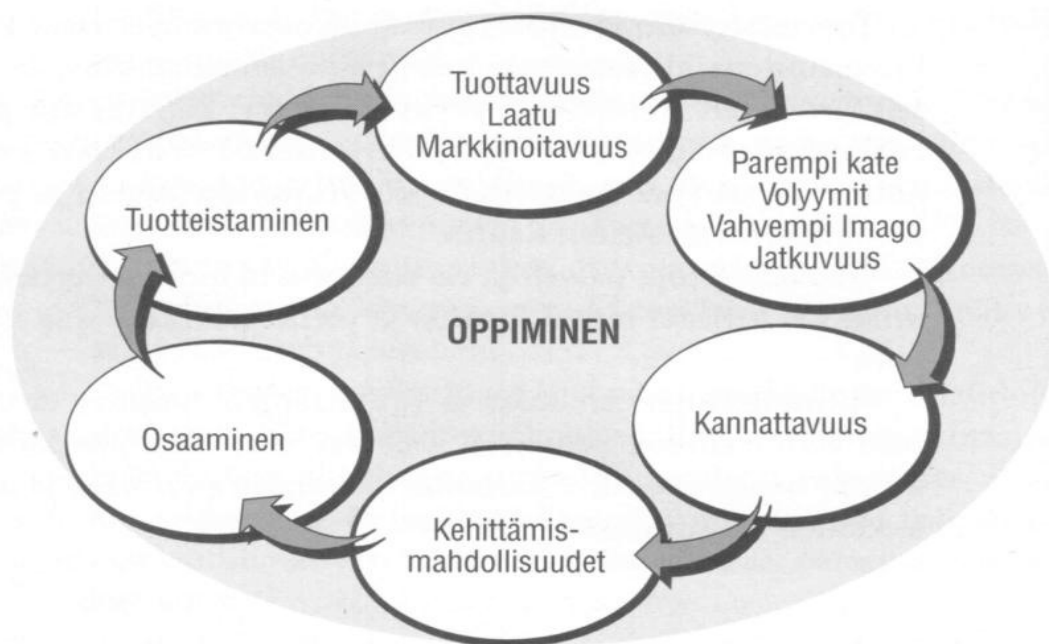 Tuottavuus
Laatu
Markkinoitavuus
Parempi kate
Volyymit
Vahvempi Imago
Jatkuvuus
Tuotteistaminen
OPPIMINEN
Osaaminen
Kannattavuus
Kehittämis-
mahdollisuudet